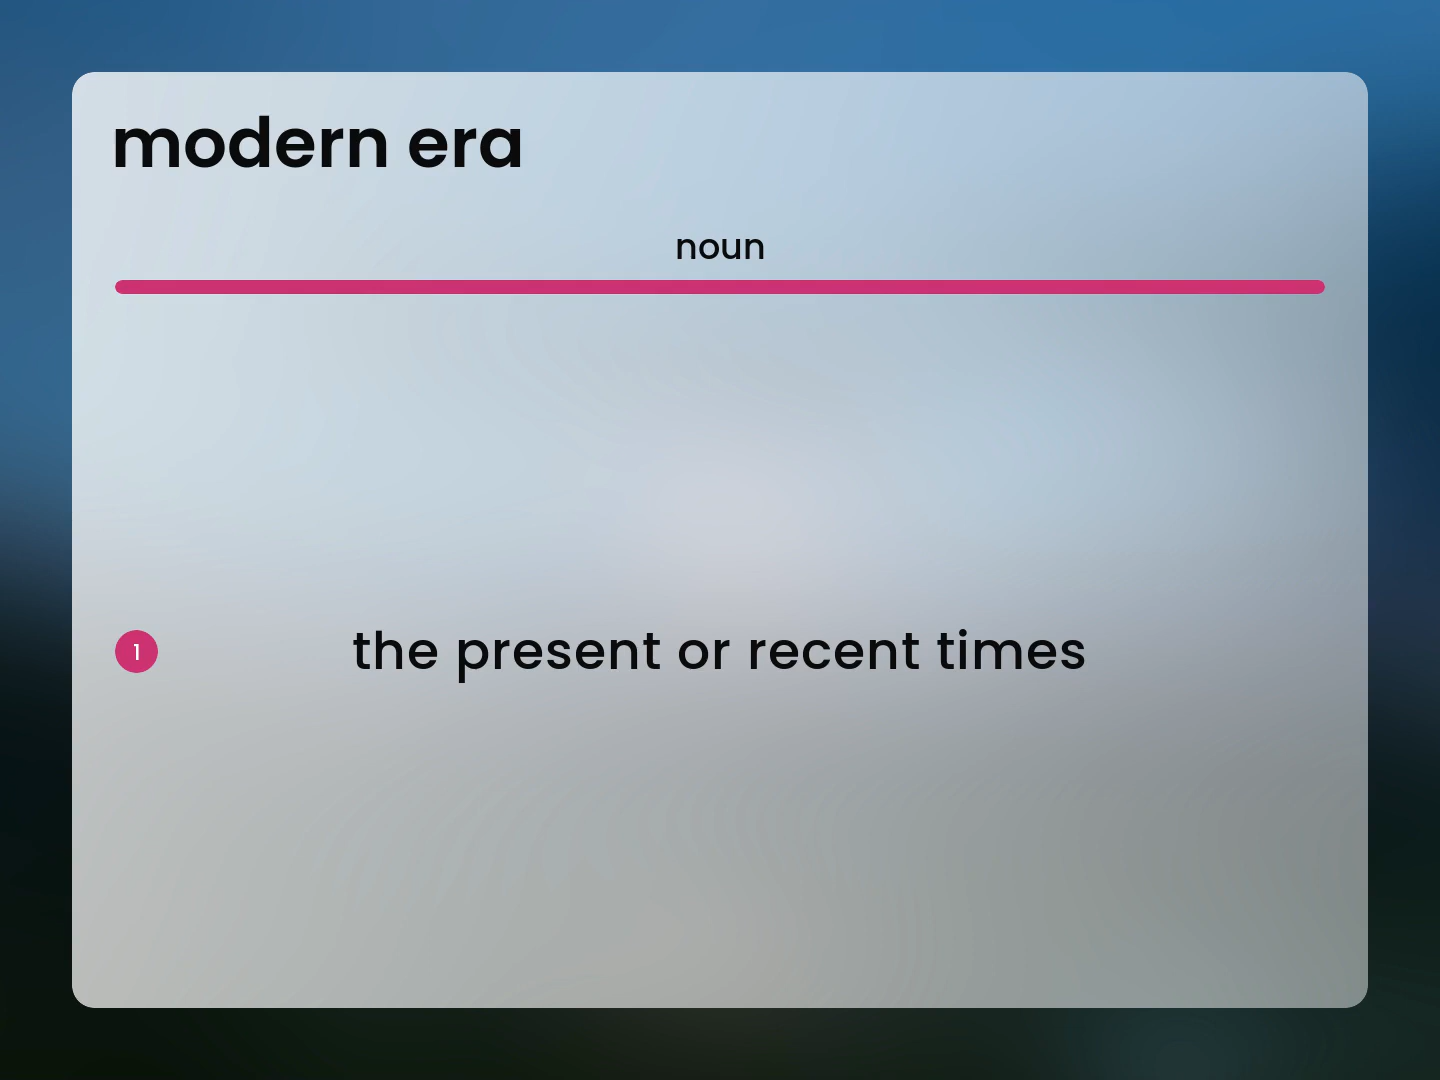 modern era
noun
1 the present or recent times